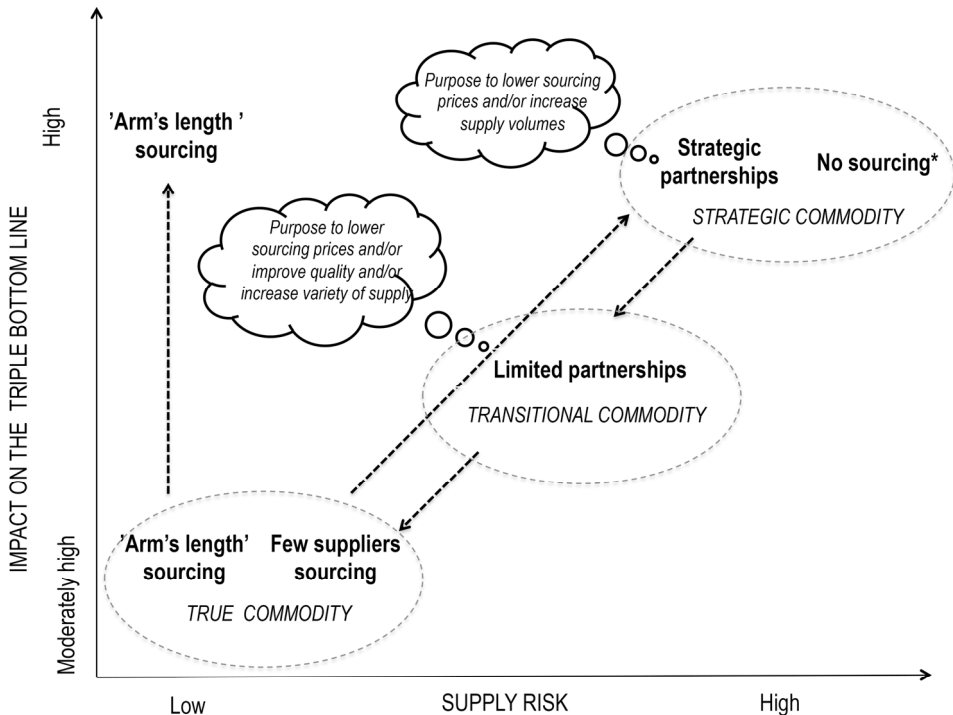 IMPACT ON THE TRIPLE BOTTOM LINE
High
Moderately high
’Arm’s length ’
sourcing
Purpose to lower sourcing
prices and/or increase
supply volumes
Strategic
partnerships
No sourcing*
STRATEGIC COMMODITY
Purpose to lower
sourcing prices and/or
improve quality and/or
increase variety of supply
Limited partnerships
TRANSITIONAL COMMODITY
’Arm’s length’
sourcing
Few suppliers
sourcing
TRUE COMMODITY
Low
SUPPLY RISK
High